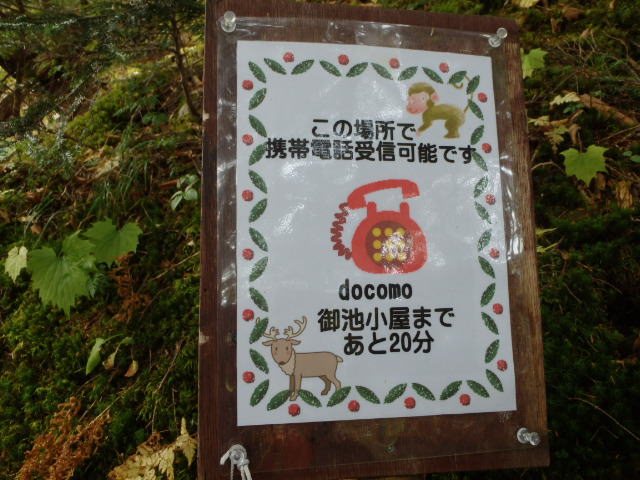 この場所で
携帯電話受信可能です
docomo
御池小屋まで
あと20分